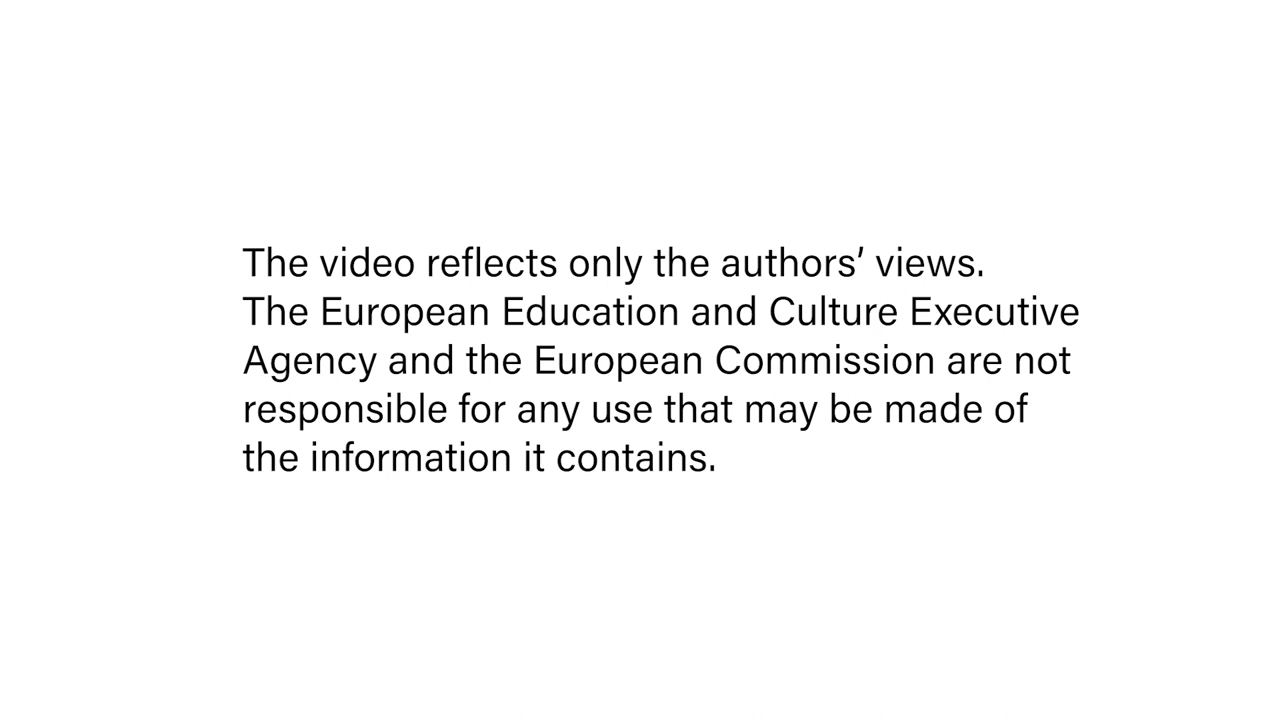 The video reflects only the authors’ views.
The European Education and Culture Executive
Agency and the European Commission are not
responsible for any use that may be made of
the information it contains.